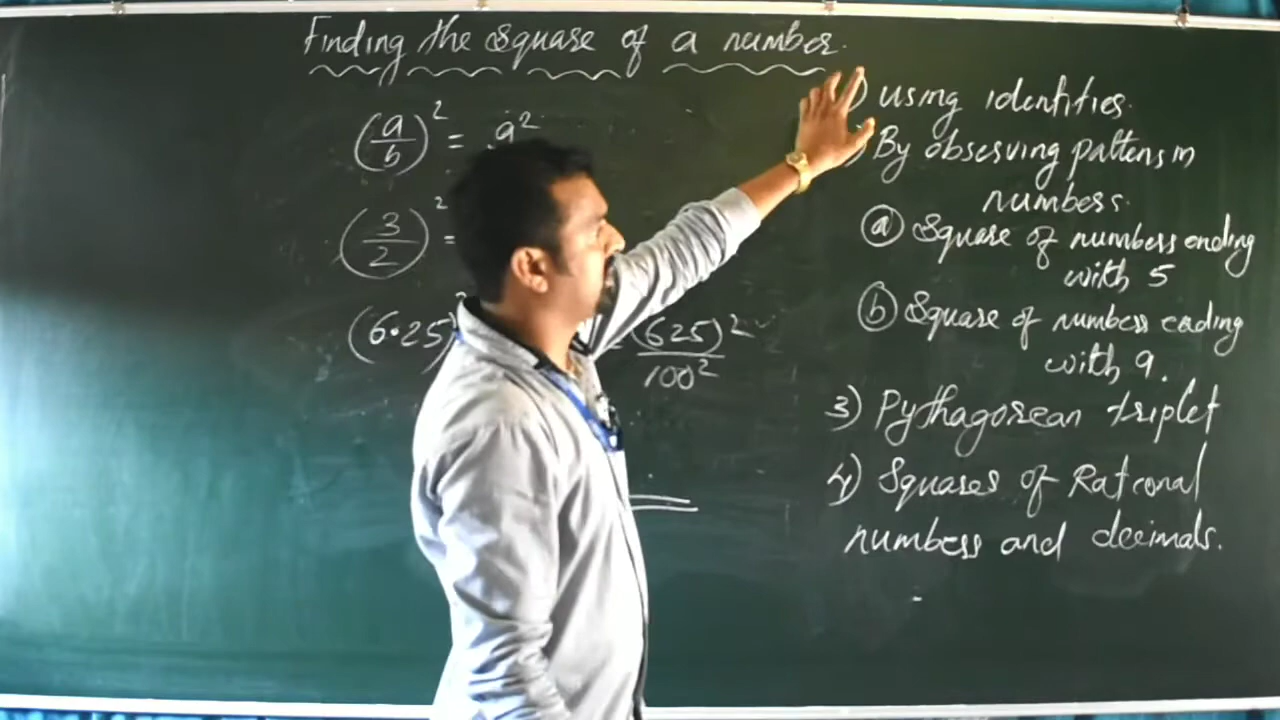 Finding the square of a number.
(a/b)² = a²
(3/2)² =
(6.25)²
(625)²/100²
1) using identities.
By observing patterns in
numbers.
(a) Square of numbers ending
with 5
(b) Square of numbers ending
with 9.
3) Pythagorean triplet
4) Squares of Rational
numbers and decimals.